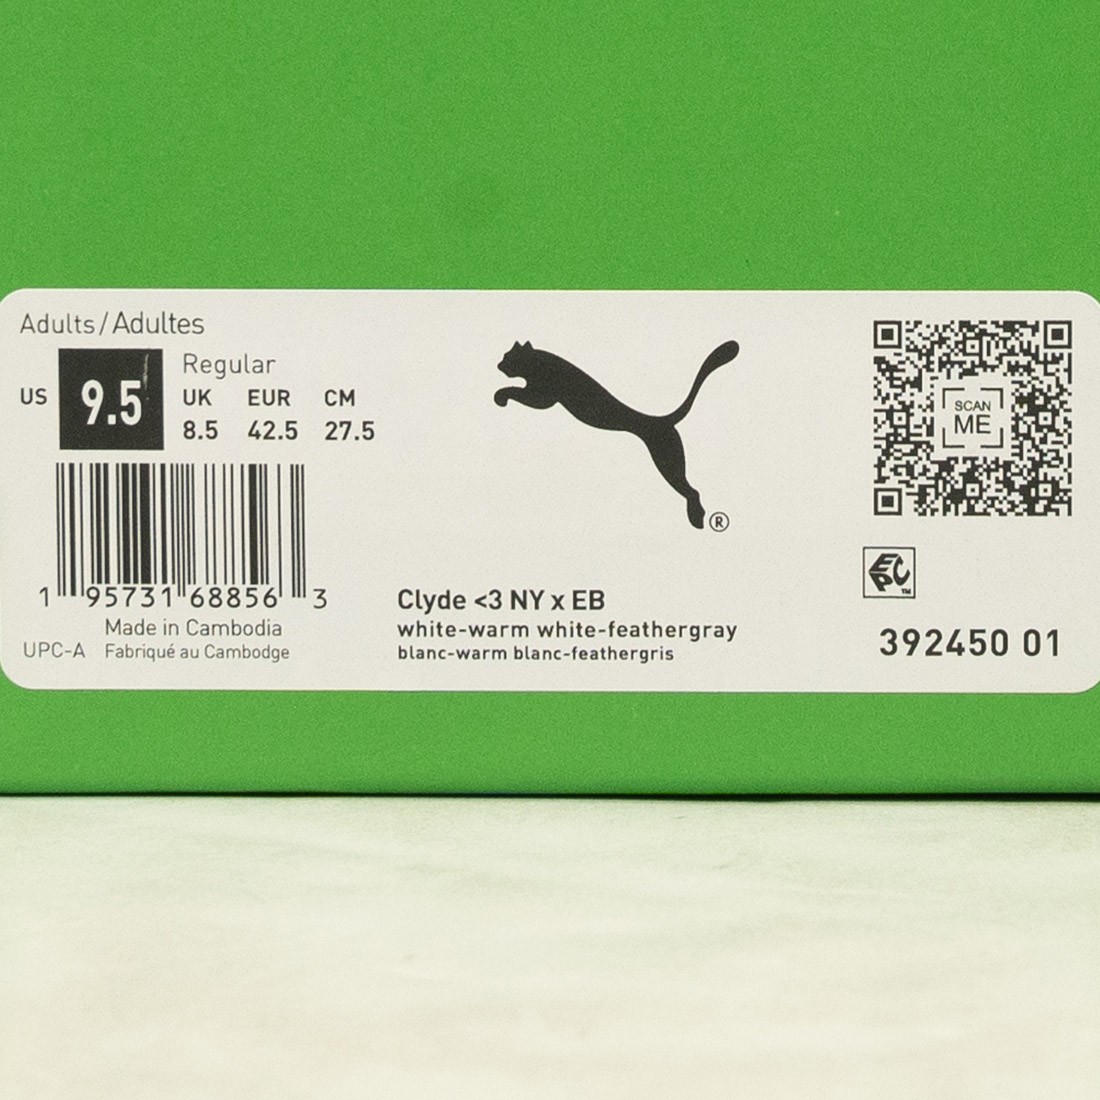 Adults / Adultes
US 9.5 Regular
UK EUR CM
8.5 42.5 27.5
1 95731 68856 3
Made in Cambodia
UPC-A Fabriqué au Cambodge
®
Clyde <3 NY x EB
white-warm white-feathergray
blanc-warm blanc-feathergris
SCAN
ME
EPC
TM
392450 01